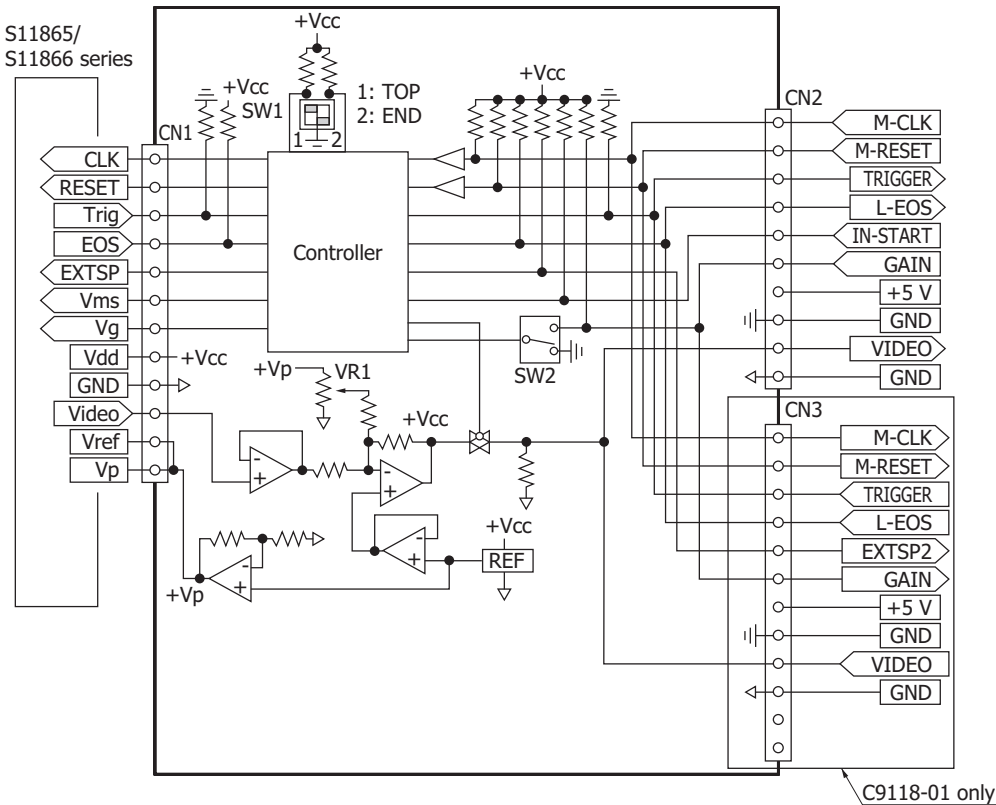 S11865/
S11866 series
+Vcc
+Vcc
SW1
1: TOP
2: END
1 2
+Vcc
CN1
CN2
CLK
RESET
Trig
EOS
EXTSP
Vms
Vg
Vdd
+Vcc
GND
Video
Vref
Vp
Controller
M-CLK
M-RESET
TRIGGER
L-EOS
IN-START
GAIN
+5 V
GND
VIDEO
GND
SW2
+Vp
VR1
+Vcc
-
+
-
+
-
+
-
+
+Vp
+Vcc
REF
CN3
M-CLK
M-RESET
TRIGGER
L-EOS
EXTSP2
GAIN
+5 V
GND
VIDEO
GND
C9118-01 only